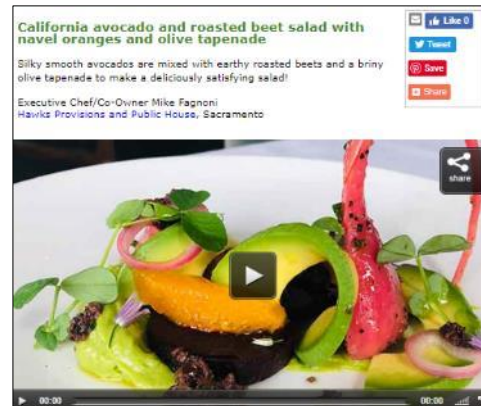 California avocado and roasted beet salad with
navel oranges and olive tapenade
Silky smooth avocados are mixed with earthy roasted beets and a briny
olive tapenade to make a deliciously satisfying salad!
Executive Chef/Co-Owner Mike Fagnoni
Hawks Provisions and Public House, Sacramento
Like 0
Tweet
Save
Share
share
00:00
00:00